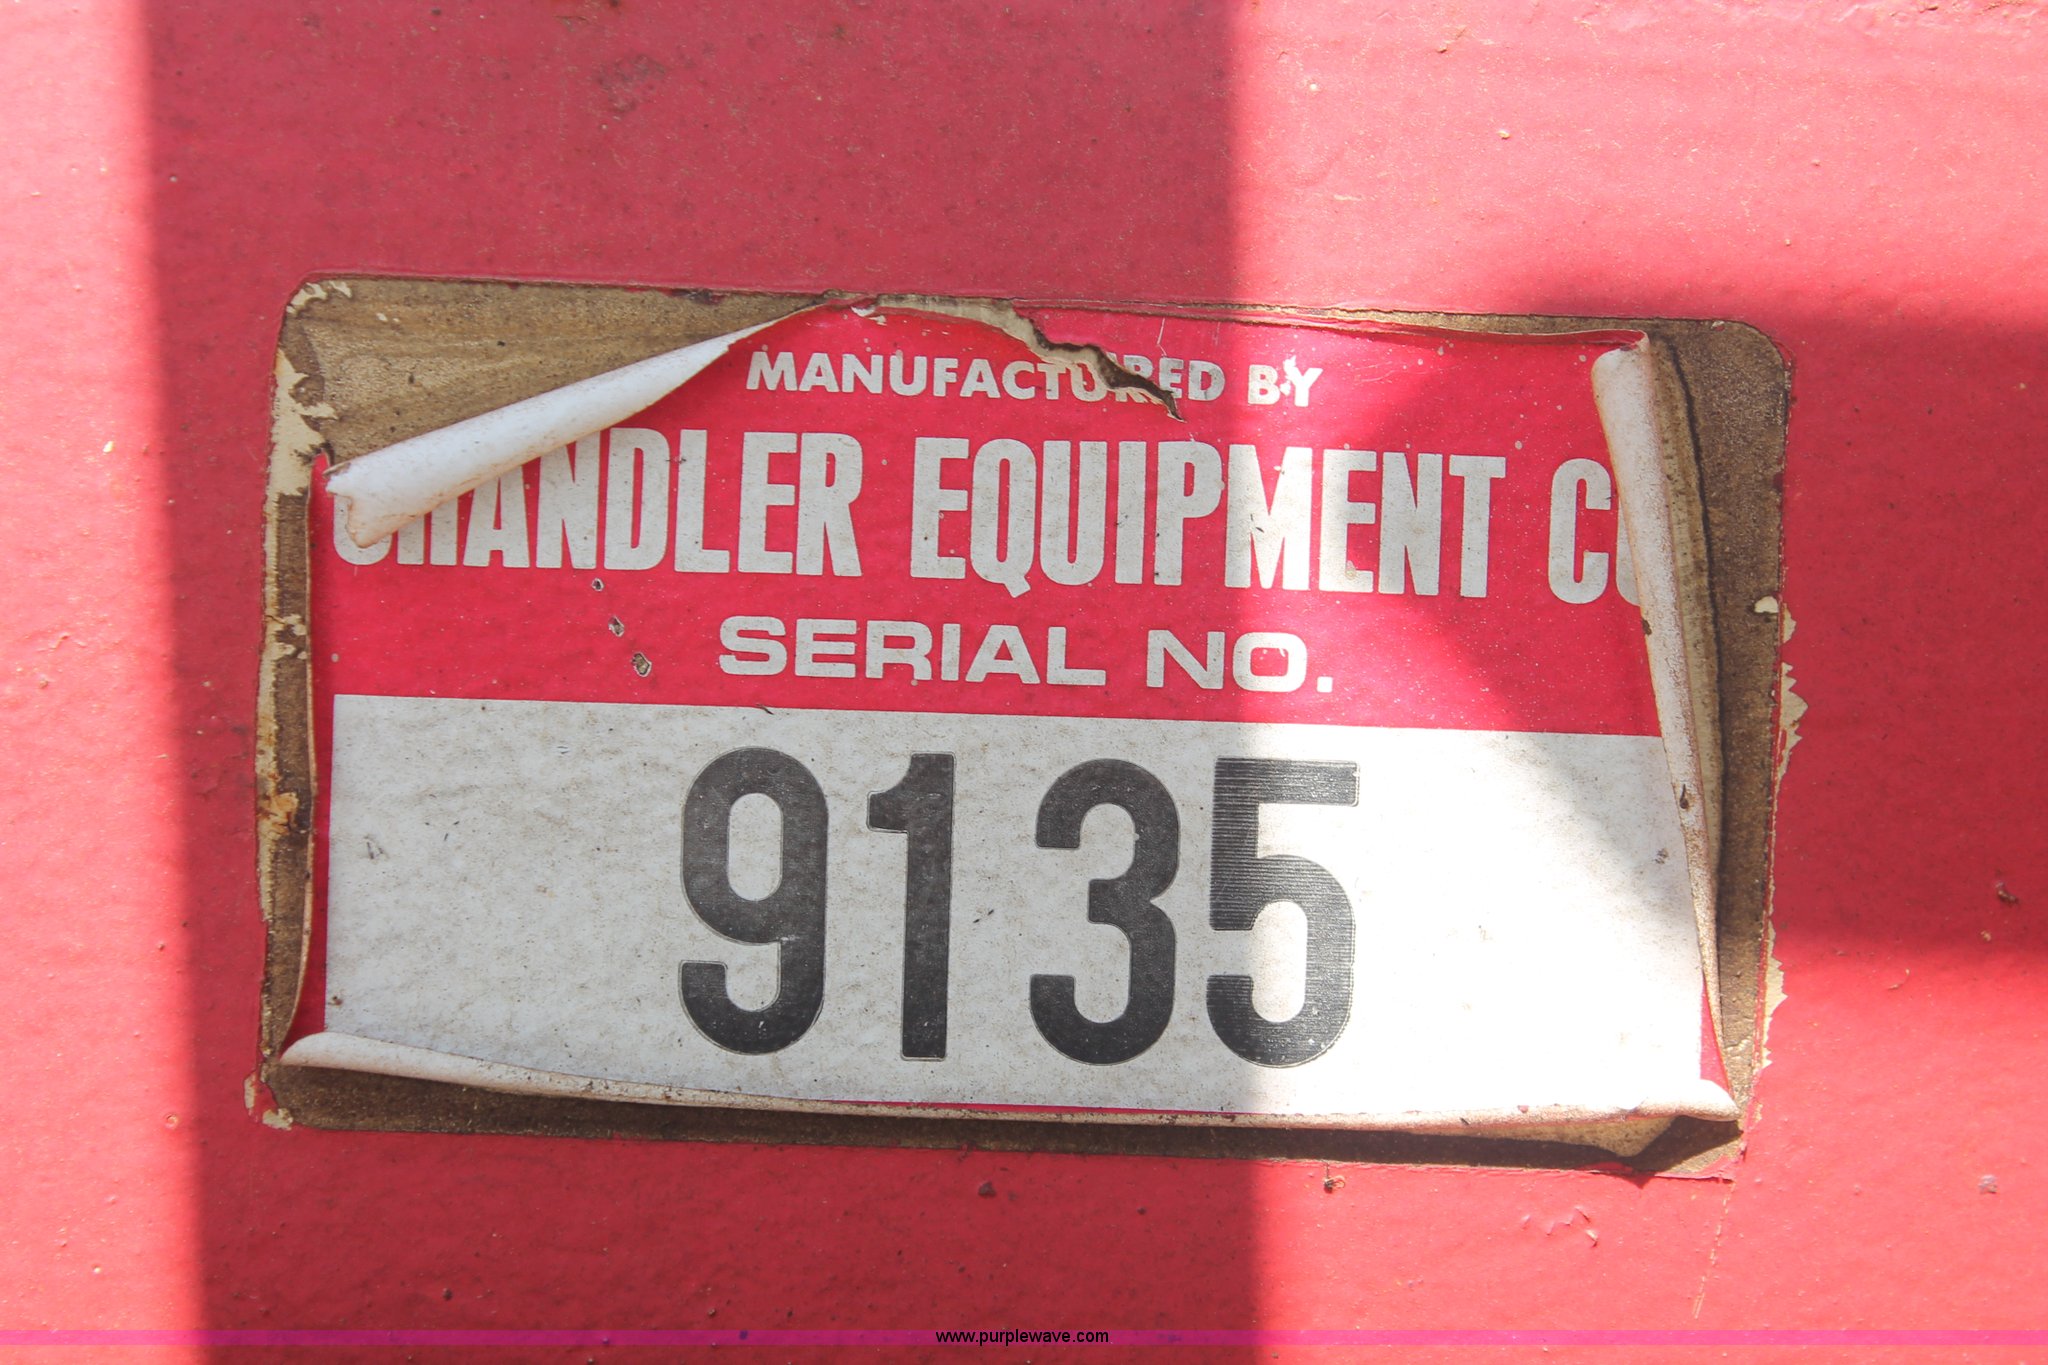 MANUFACTURED BY
CHANDLER EQUIPMENT CO
SERIAL NO.
9135
www.purplewave.com